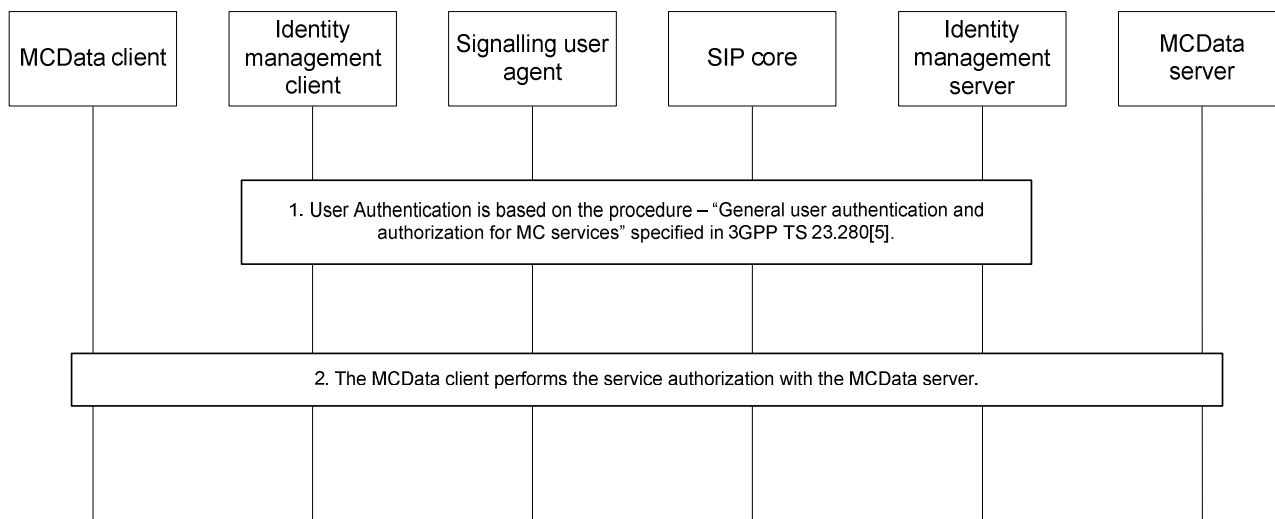 MCData client
Identity
management
client
Signalling user
agent
SIP core
Identity
management
server
MCData
server
1. User Authentication is based on the procedure – “General user authentication and
authorization for MC services” specified in 3GPP TS 23.280[5].
2. The MCData client performs the service authorization with the MCData server.